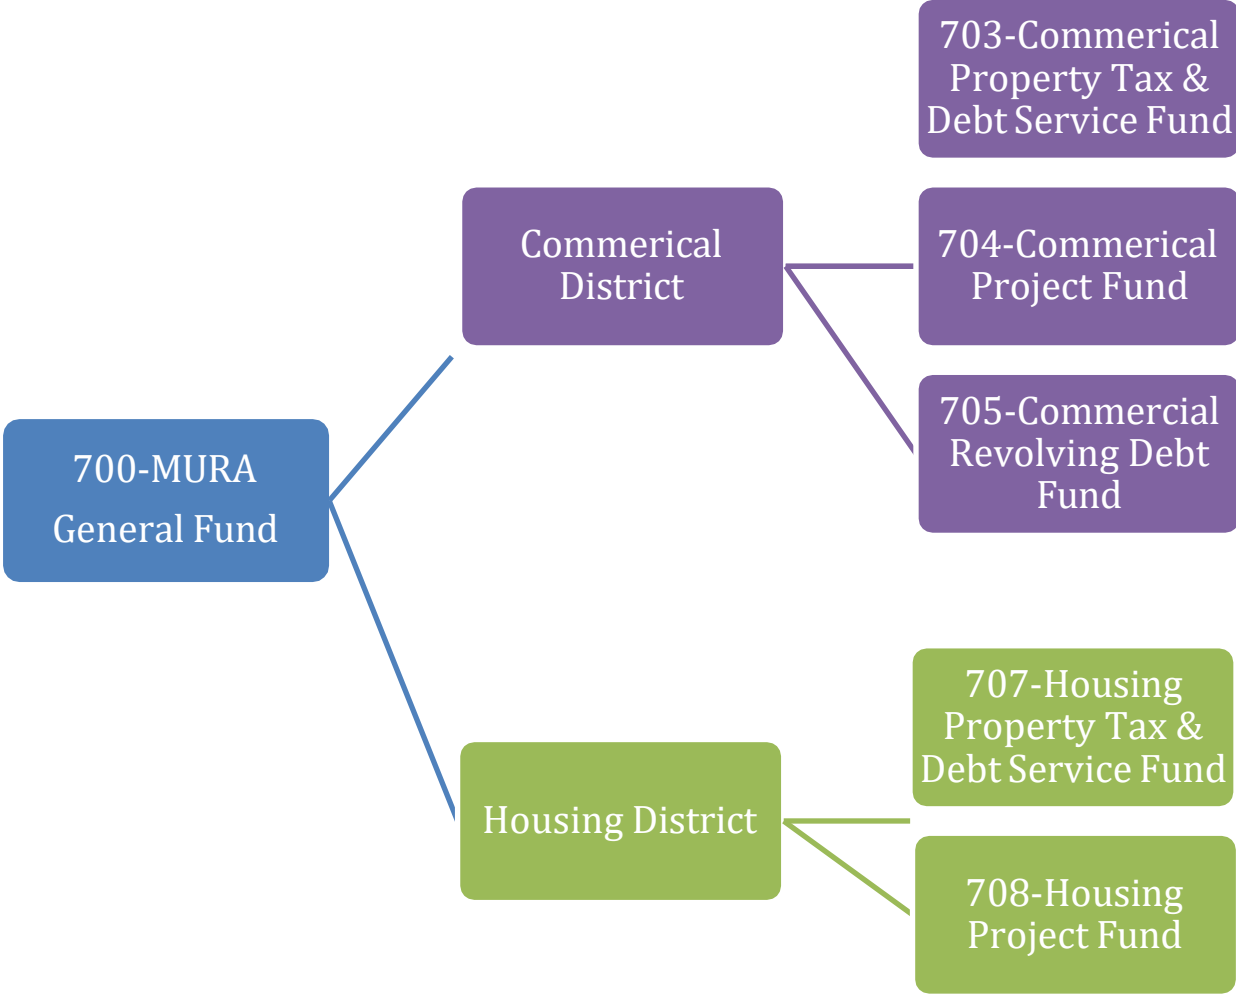 700-MURA
General Fund
Commerical
District
703-Commerical
Property Tax &
Debt Service Fund
704-Commerical
Project Fund
705-Commercial
Revolving Debt
Fund
Housing District
707-Housing
Property Tax &
Debt Service Fund
708-Housing
Project Fund